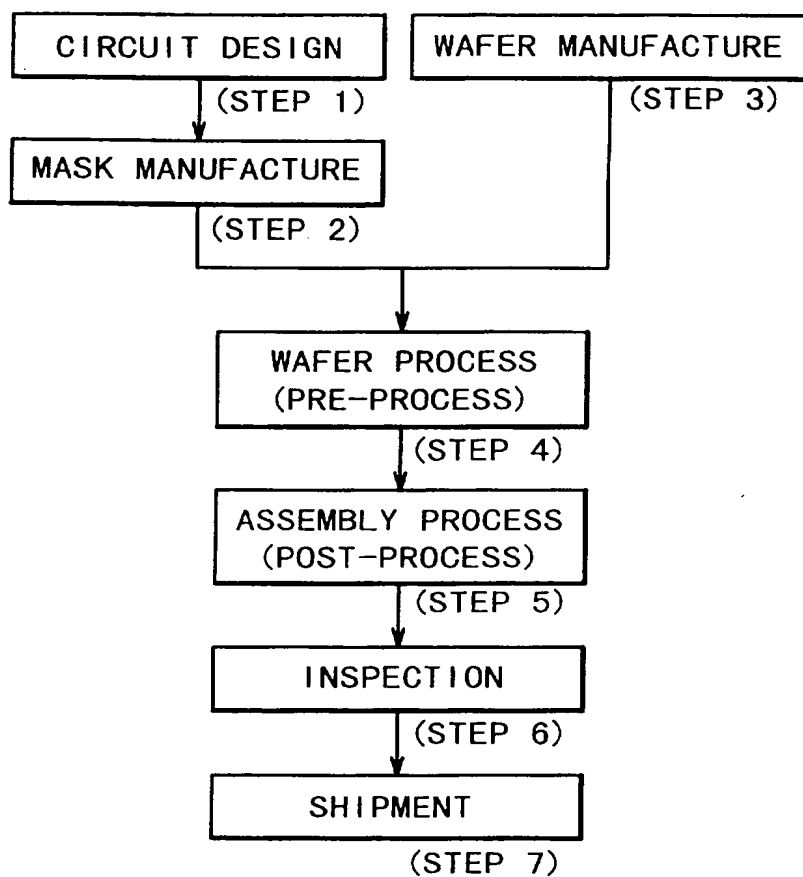 CIRCUIT DESIGN
(STEP 1)
MASK MANUFACTURE
(STEP 2)
WAFER MANUFACTURE
(STEP 3)
WAFER PROCESS
(PRE-PROCESS)
(STEP 4)
ASSEMBLY PROCESS
(POST-PROCESS)
(STEP 5)
INSPECTION
(STEP 6)
SHIPMENT
(STEP 7)